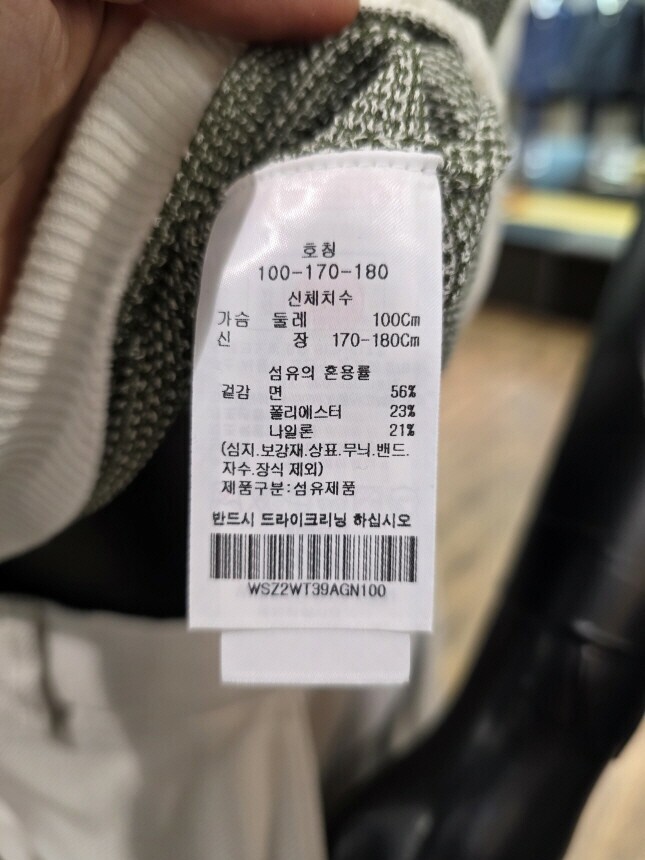 호칭
100-170-180
신체치수
가슴 둘레 100Cm
신 장 170-180Cm
섬유의 혼용률
겉감 면 56%
폴리에스터 23%
나일론 21%
(심지.보강재.상표.무늬.밴드.
자수.장식 제외)
제품구분:섬유제품
반드시 드라이크리닝 하십시오
WSZ2WT39AGN100